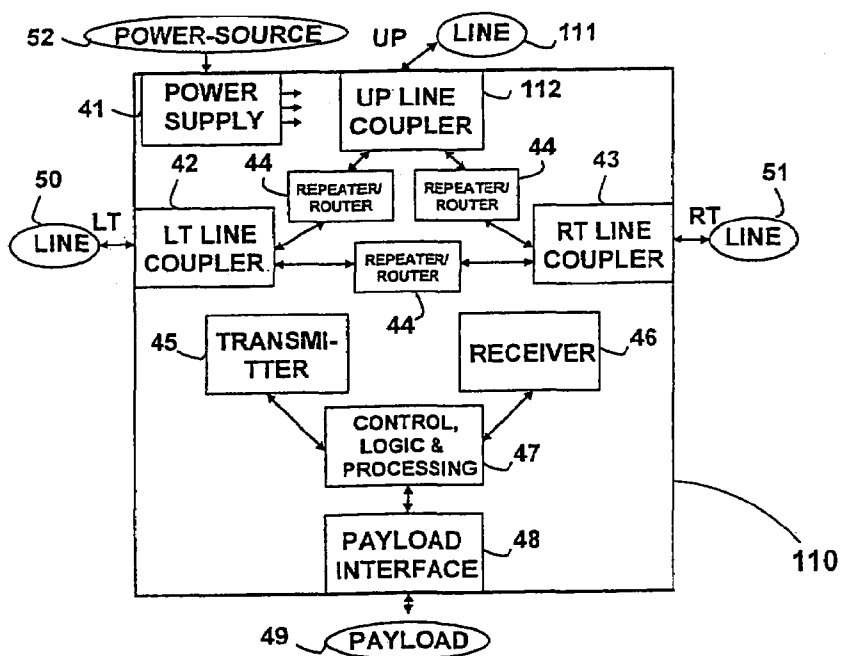 52
POWER-SOURCE
UP
LINE
111
41
POWER
SUPPLY
UP LINE
COUPLER
112
44
REPEATER/
ROUTER
44
REPEATER/
ROUTER
42
43
50
LINE
LT
LT LINE
COUPLER
RT LINE
COUPLER
RT
51
LINE
REPEATER/
ROUTER
44
45
TRANSMI-
TTER
RECEIVER
46
CONTROL,
LOGIC &
PROCESSING
47
PAYLOAD
INTERFACE
48
110
49
PAYLOAD